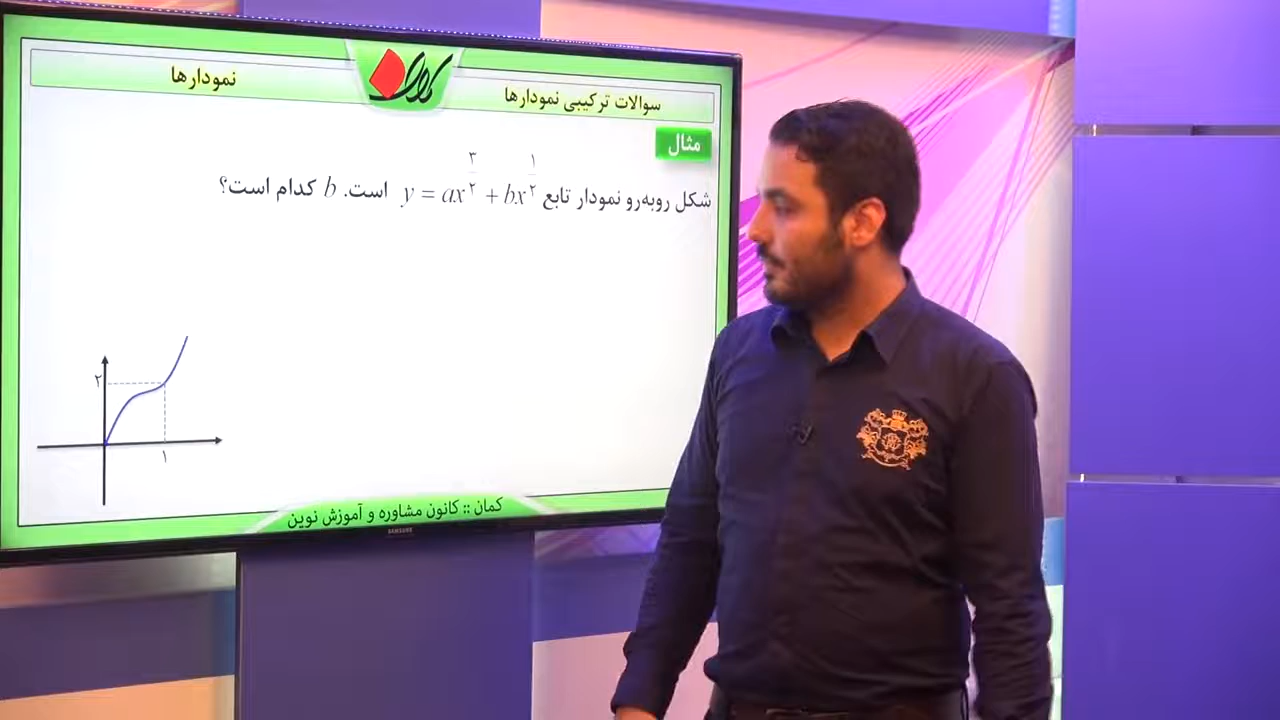 سوالات ترکیبی نمودارها
نمودارها
مثال
شکل روبه‌رو نمودار تابع y = ax^{۳/۲} + bx^{۱/۲} است. b کدام است؟
۲
۱
کمان :: کانون مشاوره و آموزش نوین
SAMSUNG